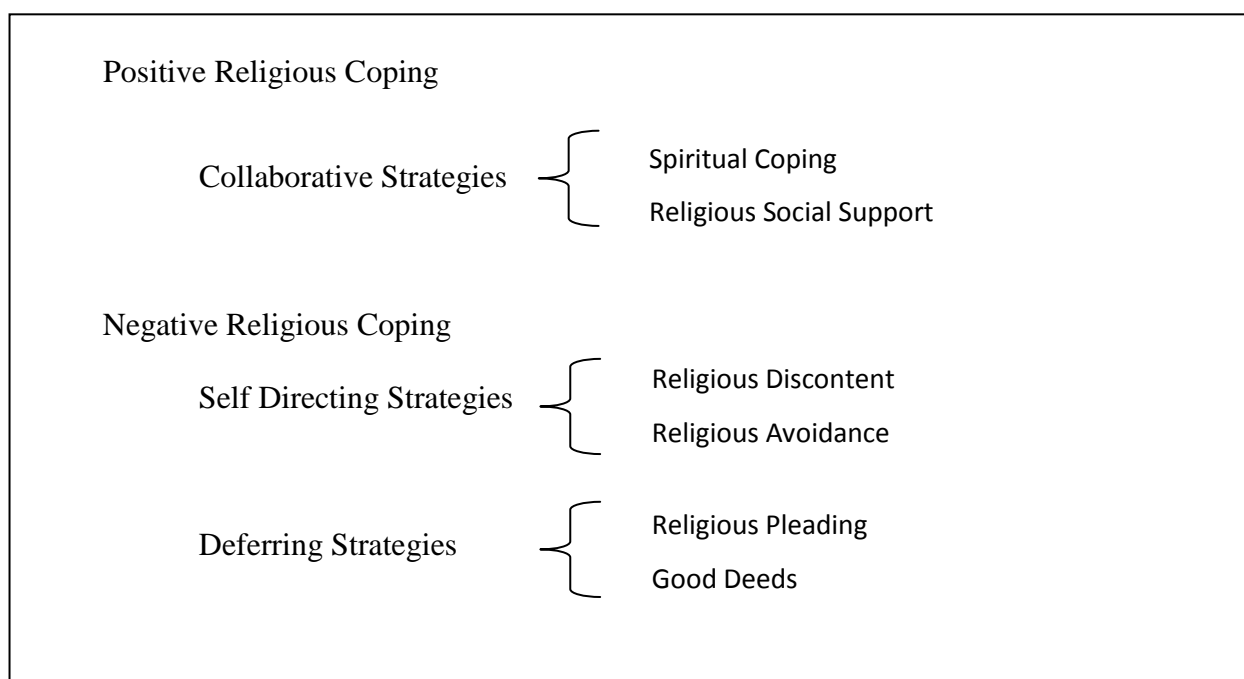 Positive Religious Coping
Collaborative Strategies
Spiritual Coping
Religious Social Support
Negative Religious Coping
Self Directing Strategies
Religious Discontent
Religious Avoidance
Deferring Strategies
Religious Pleading
Good Deeds